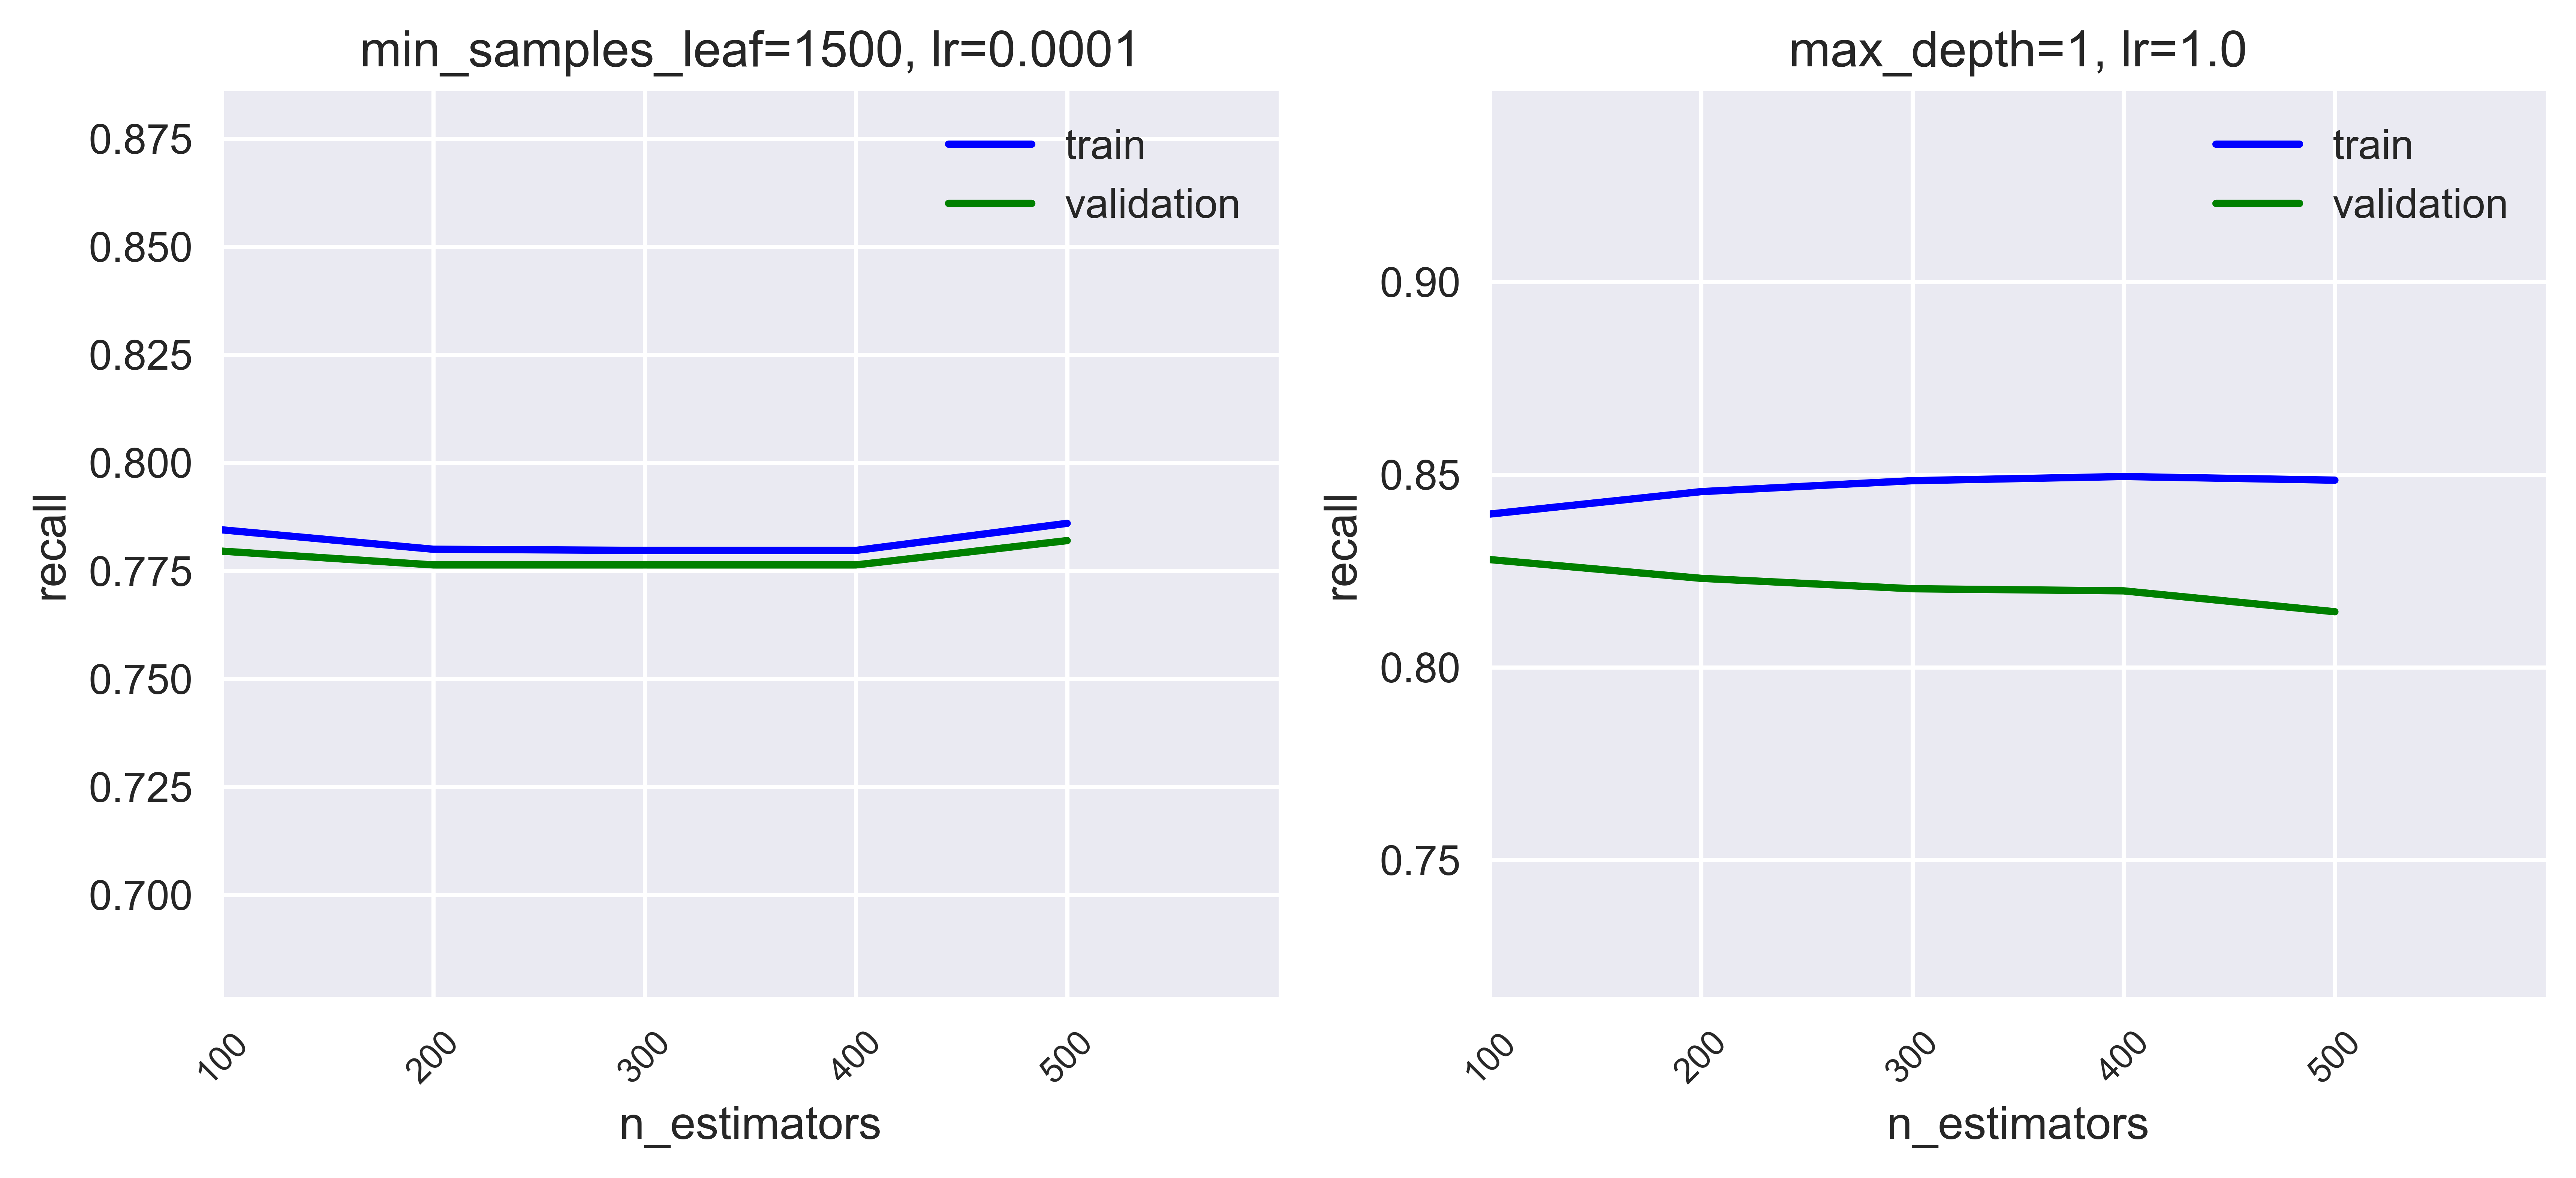 min_samples_leaf=1500, lr=0.0001
0.875
0.850
0.825
0.800
0.775
0.750
0.725
0.700
recall
train
validation
100
200
300
400
500
n_estimators
max_depth=1, lr=1.0
0.90
0.85
0.80
0.75
recall
train
validation
100
200
300
400
500
n_estimators